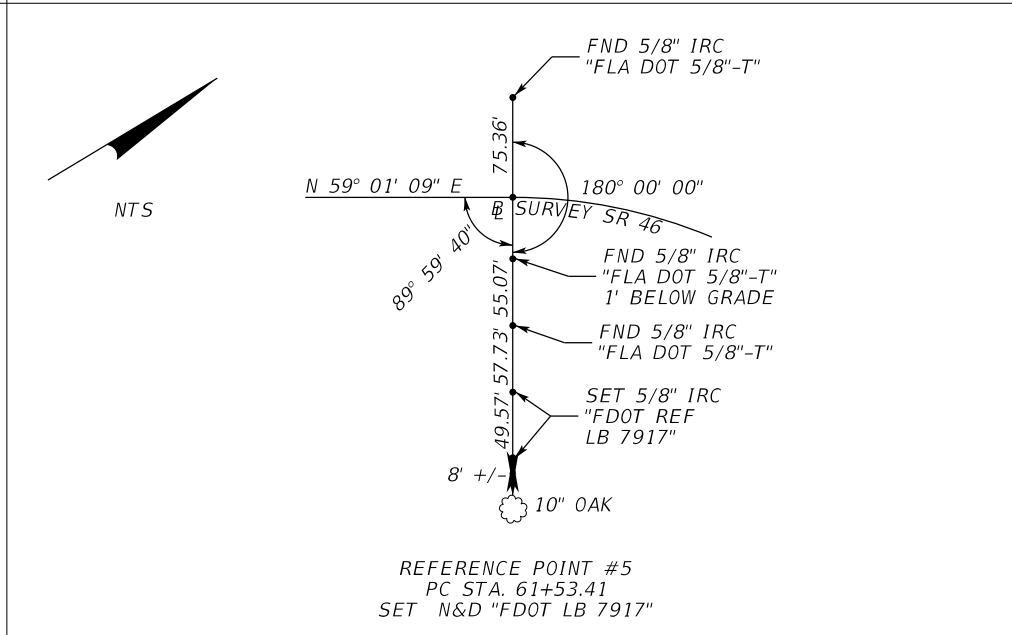 FND 5/8" IRC
"FLA DOT 5/8"-T"
75.36'
N 59° 01' 09" E
180° 00' 00"
NTS
BL SURVEY SR 46
89° 59' 40"
55.07'
FND 5/8" IRC
"FLA DOT 5/8"-T"
1' BELOW GRADE
57.73'
FND 5/8" IRC
"FLA DOT 5/8"-T"
49.57'
SET 5/8" IRC
"FDOT REF
LB 7917"
8' +/-
10" OAK
REFERENCE POINT #5
PC STA. 61+53.41
SET N&D "FDOT LB 7917"